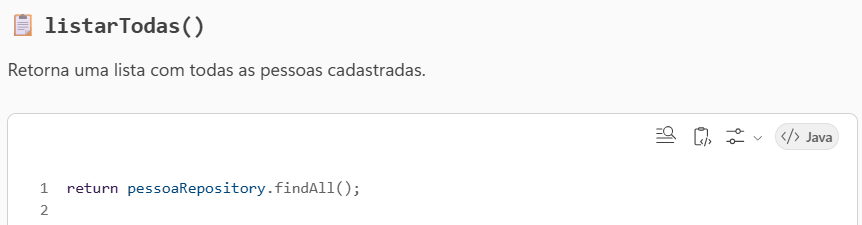 📋 listarTodas()
Retorna uma lista com todas as pessoas cadastradas.
</> Java
1 return pessoaRepository.findAll();
2